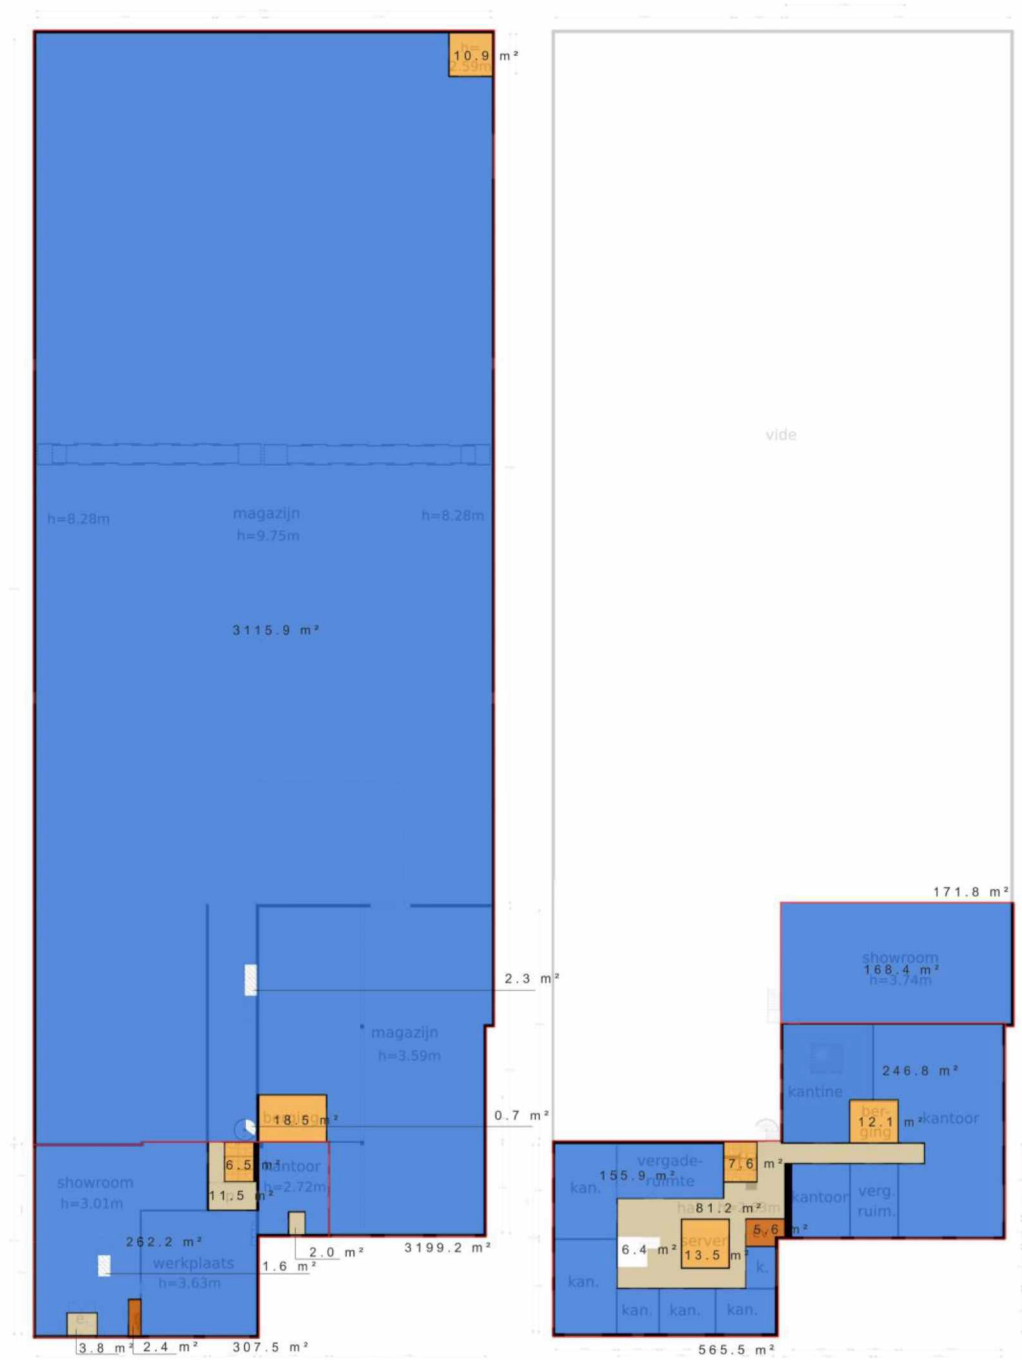 10.9 m²
2.59m
h=8.28m
magazijn
h=9.75m
h=8.28m
3115.9 m²
2.3 m²
magazijn
h=3.59m
18.5 m²
0.7 m²
6.5 m²
kantoor
h=2.72m
11.5 m²
showroom
h=3.01m
262.2 m²
werkplaats
h=3.63m
1.6 m²
2.0 m²
3199.2 m²
3.8 m²
2.4 m²
307.5 m²
vide
171.8 m²
showroom
168.4 m²
h=3.74m
246.8 m²
kantine
ber-
ging
12.1 m²
kantoor
vergade-
ruimte
155.9 m²
7.6 m²
kan.
kantoor
verg.
ruim.
81.2 m²
5.6 m²
server
13.5 m²
6.4 m²
kan.
k.
kan.
kan.
kan.
565.5 m²